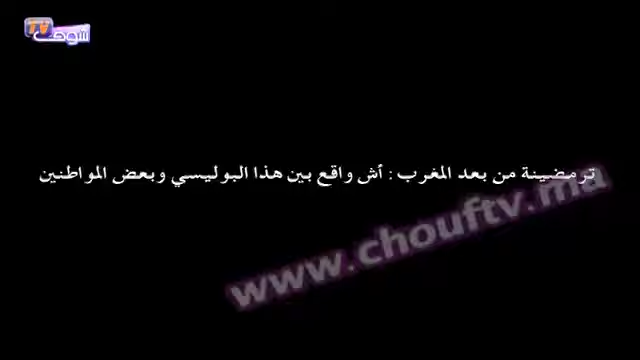 TV شوف
ترمضينة من بعد المغرب : أش واقع بين هذا البوليسي وبعض المواطنين
www.chouftv.ma